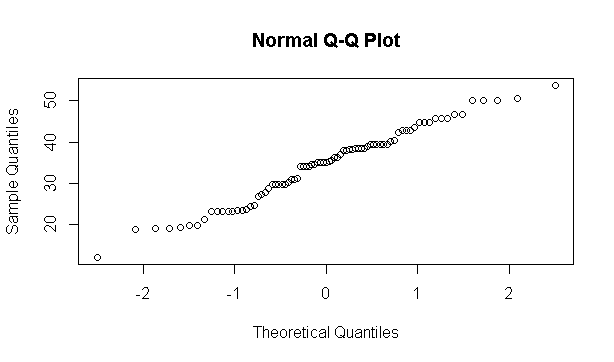 Normal Q-Q Plot
Sample Quantiles
50
40
30
20
-2 -1 0 1 2
Theoretical Quantiles